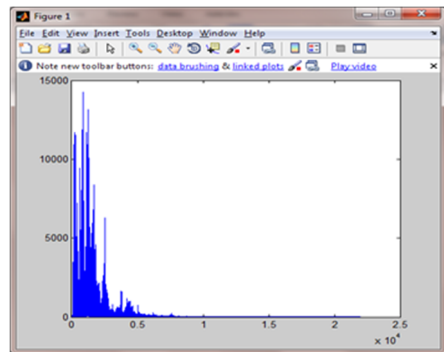 Figure 1
File Edit View Insert Tools Desktop Window Help
Note new toolbar buttons: data brushing & linked plots Play video
15000
10000
5000
0
0 0.5 1 1.5 2 2.5
x 10^4